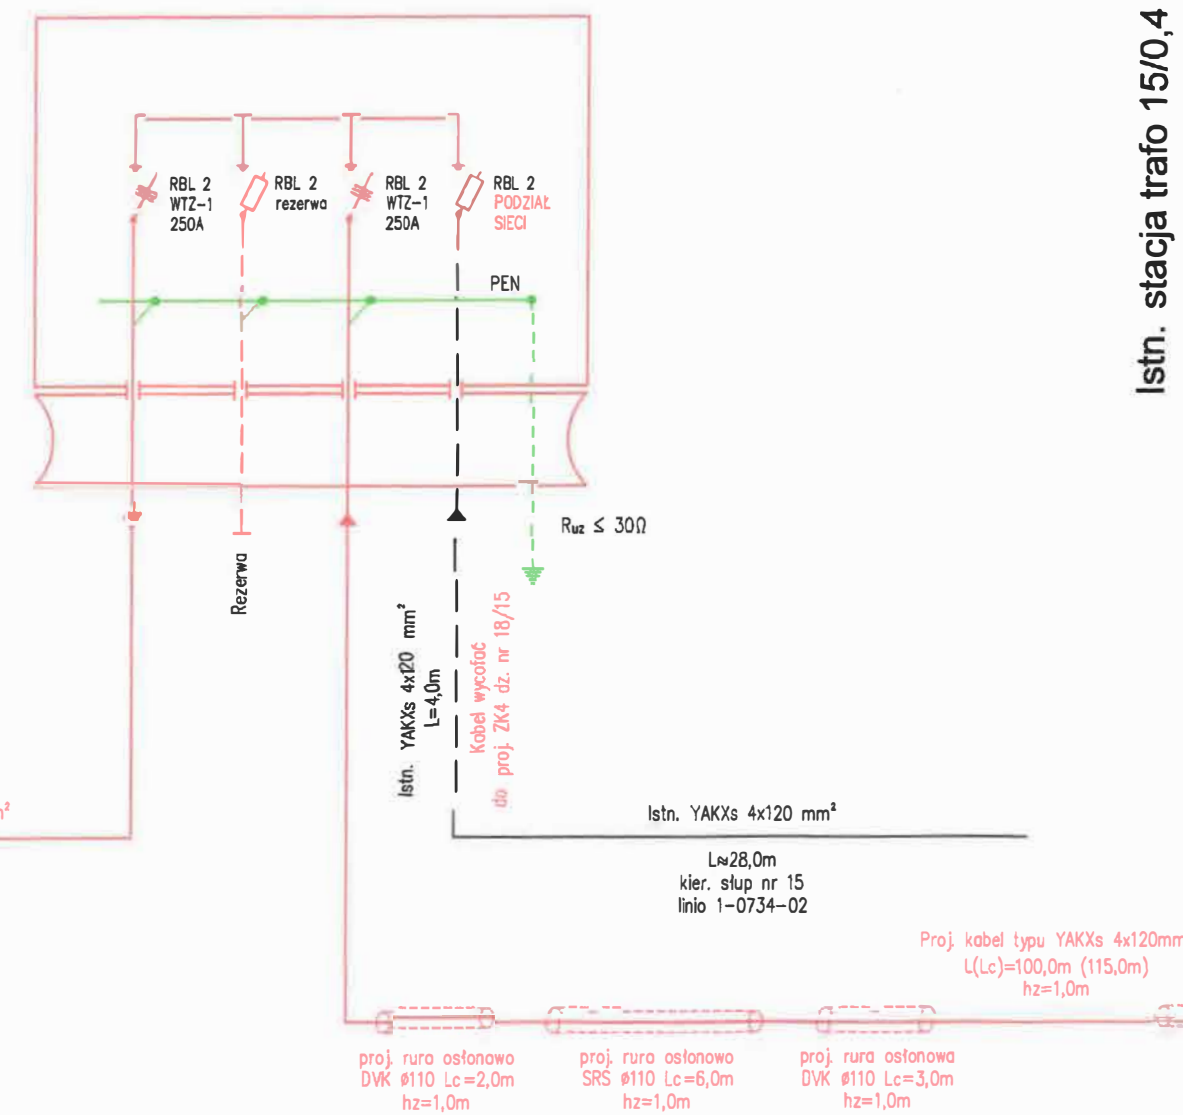 Istn. stacja trafo 15/0,4
RBL 2
WTZ-1
250A
RBL 2
rezerwa
RBL 2
WTZ-1
250A
RBL 2
PODZIAŁ
SIECI
PEN
Ruz ≤ 30Ω
Rezerwa
Istn. YAKXs 4x120 mm²
L=4,0m
Kabel wycofać
do proj. ZK4 dz. nr 18/15
m²
Istn. YAKXs 4x120 mm²
L≈28,0m
kier. słup nr 15
linio 1-0734-02
Proj. kabel typu YAKXs 4x120mm
L(Lc)=100,0m (115,0m)
hz=1,0m
proj. rura osłonowo
DVK ø110 Lc=2,0m
hz=1,0m
proj. rura osłonowo
SRS ø110 Lc=6,0m
hz=1,0m
proj. rura osłonowa
DVK ø110 Lc=3,0m
hz=1,0m